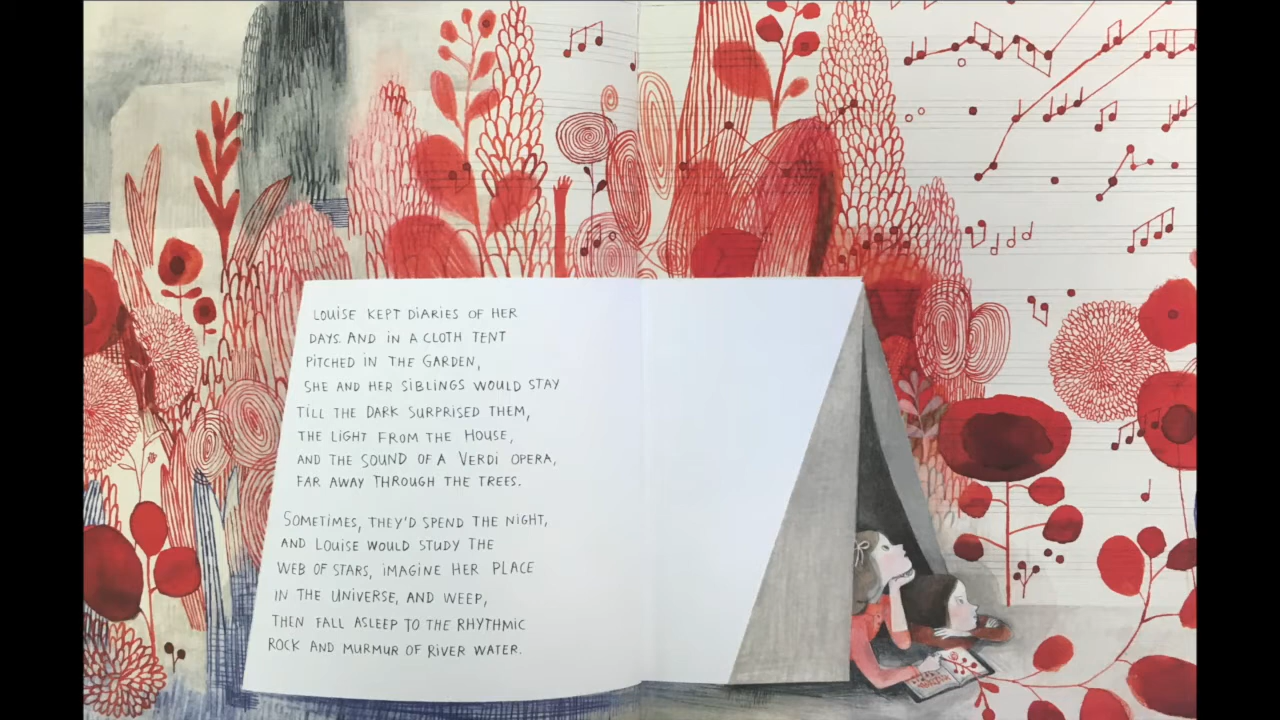 LOUISE KEPT DIARIES OF HER
DAYS. AND IN A CLOTH TENT
PITCHED IN THE GARDEN,
SHE AND HER SIBLINGS WOULD STAY
TILL THE DARK SURPRISED THEM,
THE LIGHT FROM THE HOUSE,
AND THE SOUND OF A VERDI OPERA,
FAR AWAY THROUGH THE TREES.
SOMETIMES, THEY'D SPEND THE NIGHT,
AND LOUISE WOULD STUDY THE
WEB OF STARS, IMAGINE HER PLACE
IN THE UNIVERSE, AND WEEP,
THEN FALL ASLEEP TO THE RHYTHMIC
ROCK AND MURMUR OF RIVER WATER.